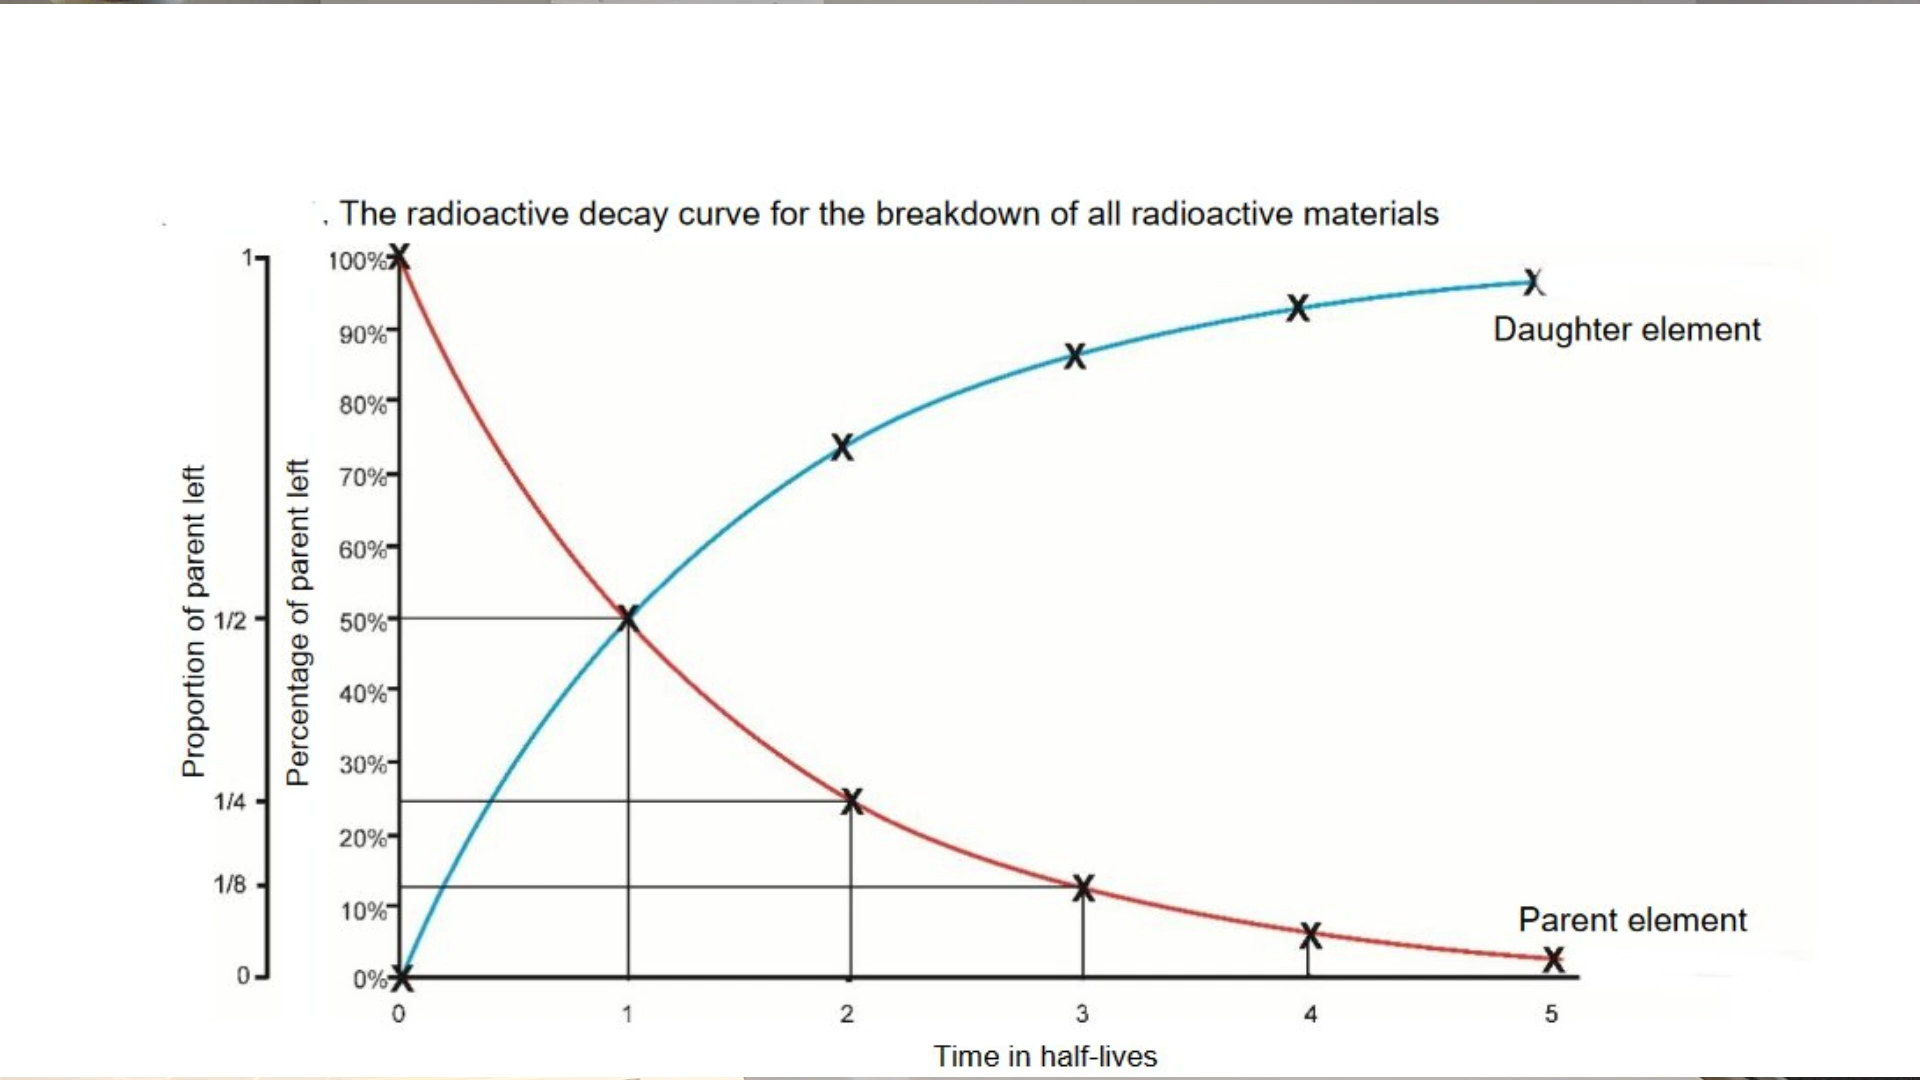 . The radioactive decay curve for the breakdown of all radioactive materials
Proportion of parent left
1
1/2
1/4
1/8
0
Percentage of parent left
100%
90%
80%
70%
60%
50%
40%
30%
20%
10%
0%
X
X
X
X
X
X
X
X
X
X
X
Daughter element
Parent element
0
1
2
3
4
5
Time in half-lives